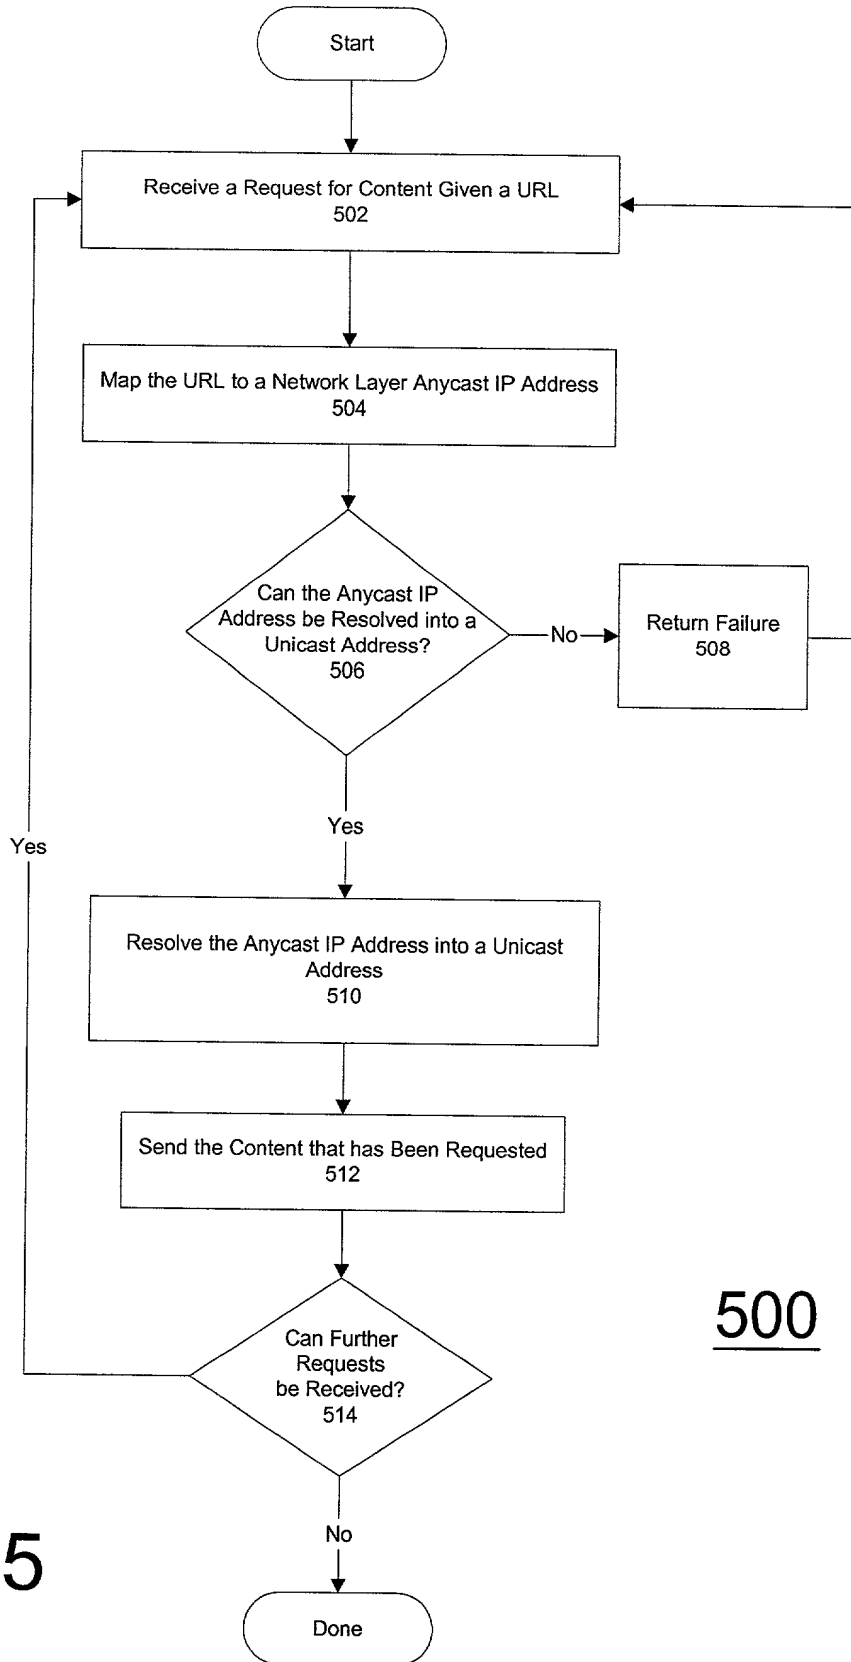 Start
Receive a Request for Content Given a URL
502
Map the URL to a Network Layer Anycast IP Address
504
Can the Anycast IP
Address be Resolved into a
Unicast Address?
506
No
Return Failure
508
Yes
Yes
Resolve the Anycast IP Address into a Unicast
Address
510
Send the Content that has Been Requested
512
Can Further
Requests
be Received?
514
500
No
5
Done